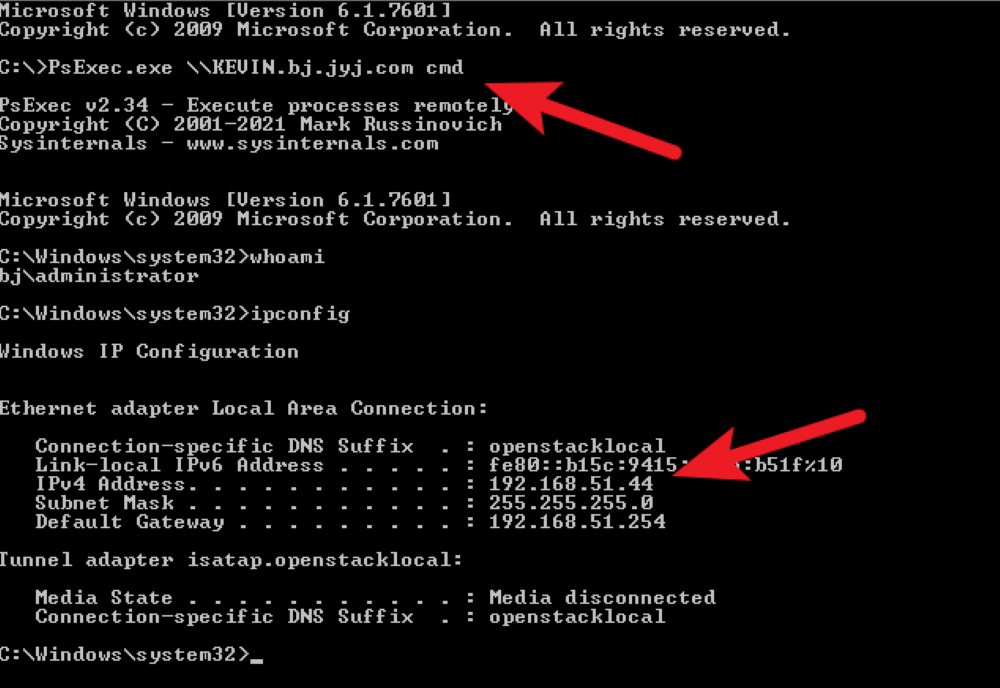 Microsoft Windows [Version 6.1.7601]
Copyright (c) 2009 Microsoft Corporation.  All rights reserved.
C:\>PsExec.exe \\KEVIN.bj.jyj.com cmd
PsExec v2.34 - Execute processes remotely
Copyright (C) 2001-2021 Mark Russinovich
Sysinternals - www.sysinternals.com
Microsoft Windows [Version 6.1.7601]
Copyright (c) 2009 Microsoft Corporation.  All rights reserved.
C:\Windows\system32>whoami
bj\administrator
C:\Windows\system32>ipconfig
Windows IP Configuration
Ethernet adapter Local Area Connection:
Connection-specific DNS Suffix  . : openstacklocal
Link-local IPv6 Address . . . . . : fe80::b15c:9415: :b51f%10
IPv4 Address. . . . . . . . . . . : 192.168.51.44
Subnet Mask . . . . . . . . . . . : 255.255.255.0
Default Gateway . . . . . . . . . : 192.168.51.254
Tunnel adapter isatap.openstacklocal:
Media State . . . . . . . . . . . : Media disconnected
Connection-specific DNS Suffix  . : openstacklocal
C:\Windows\system32>_